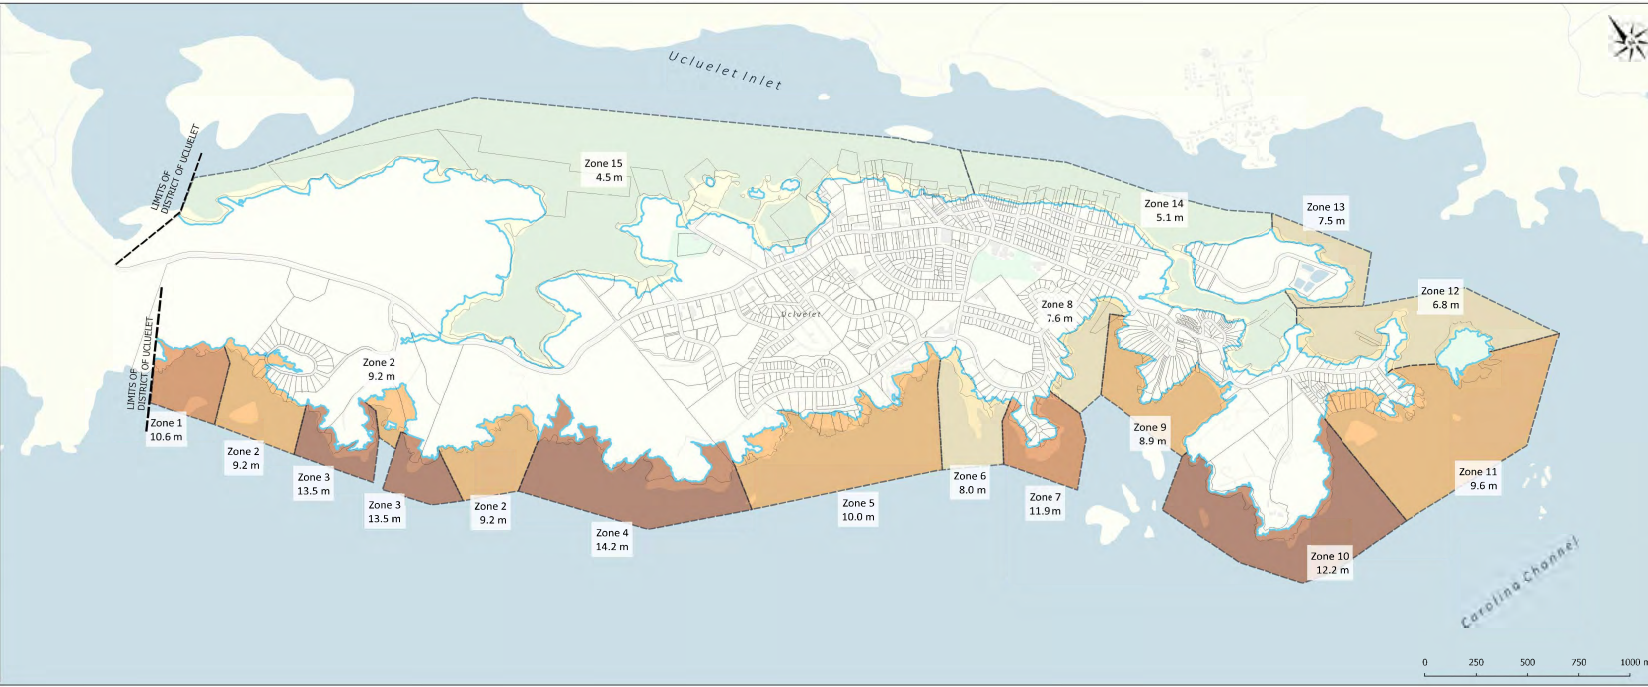 Ucluelet Inlet
LIMITS OF
DISTRICT OF UCLUELET
Zone 15
4.5 m
Zone 14
5.1 m
Zone 13
7.5 m
Zone 12
6.8 m
Zone 8
7.6 m
Ucluelet
LIMITS OF
DISTRICT OF UCLUELET
Zone 2
9.2 m
Zone 1
10.6 m
Zone 2
9.2 m
Zone 3
13.5 m
Zone 3
13.5 m
Zone 2
9.2 m
Zone 4
14.2 m
Zone 5
10.0 m
Zone 6
8.0 m
Zone 7
11.9 m
Zone 9
8.9 m
Zone 11
9.6 m
Zone 10
12.2 m
Carolina Channel
0 250 500 750 1000 m